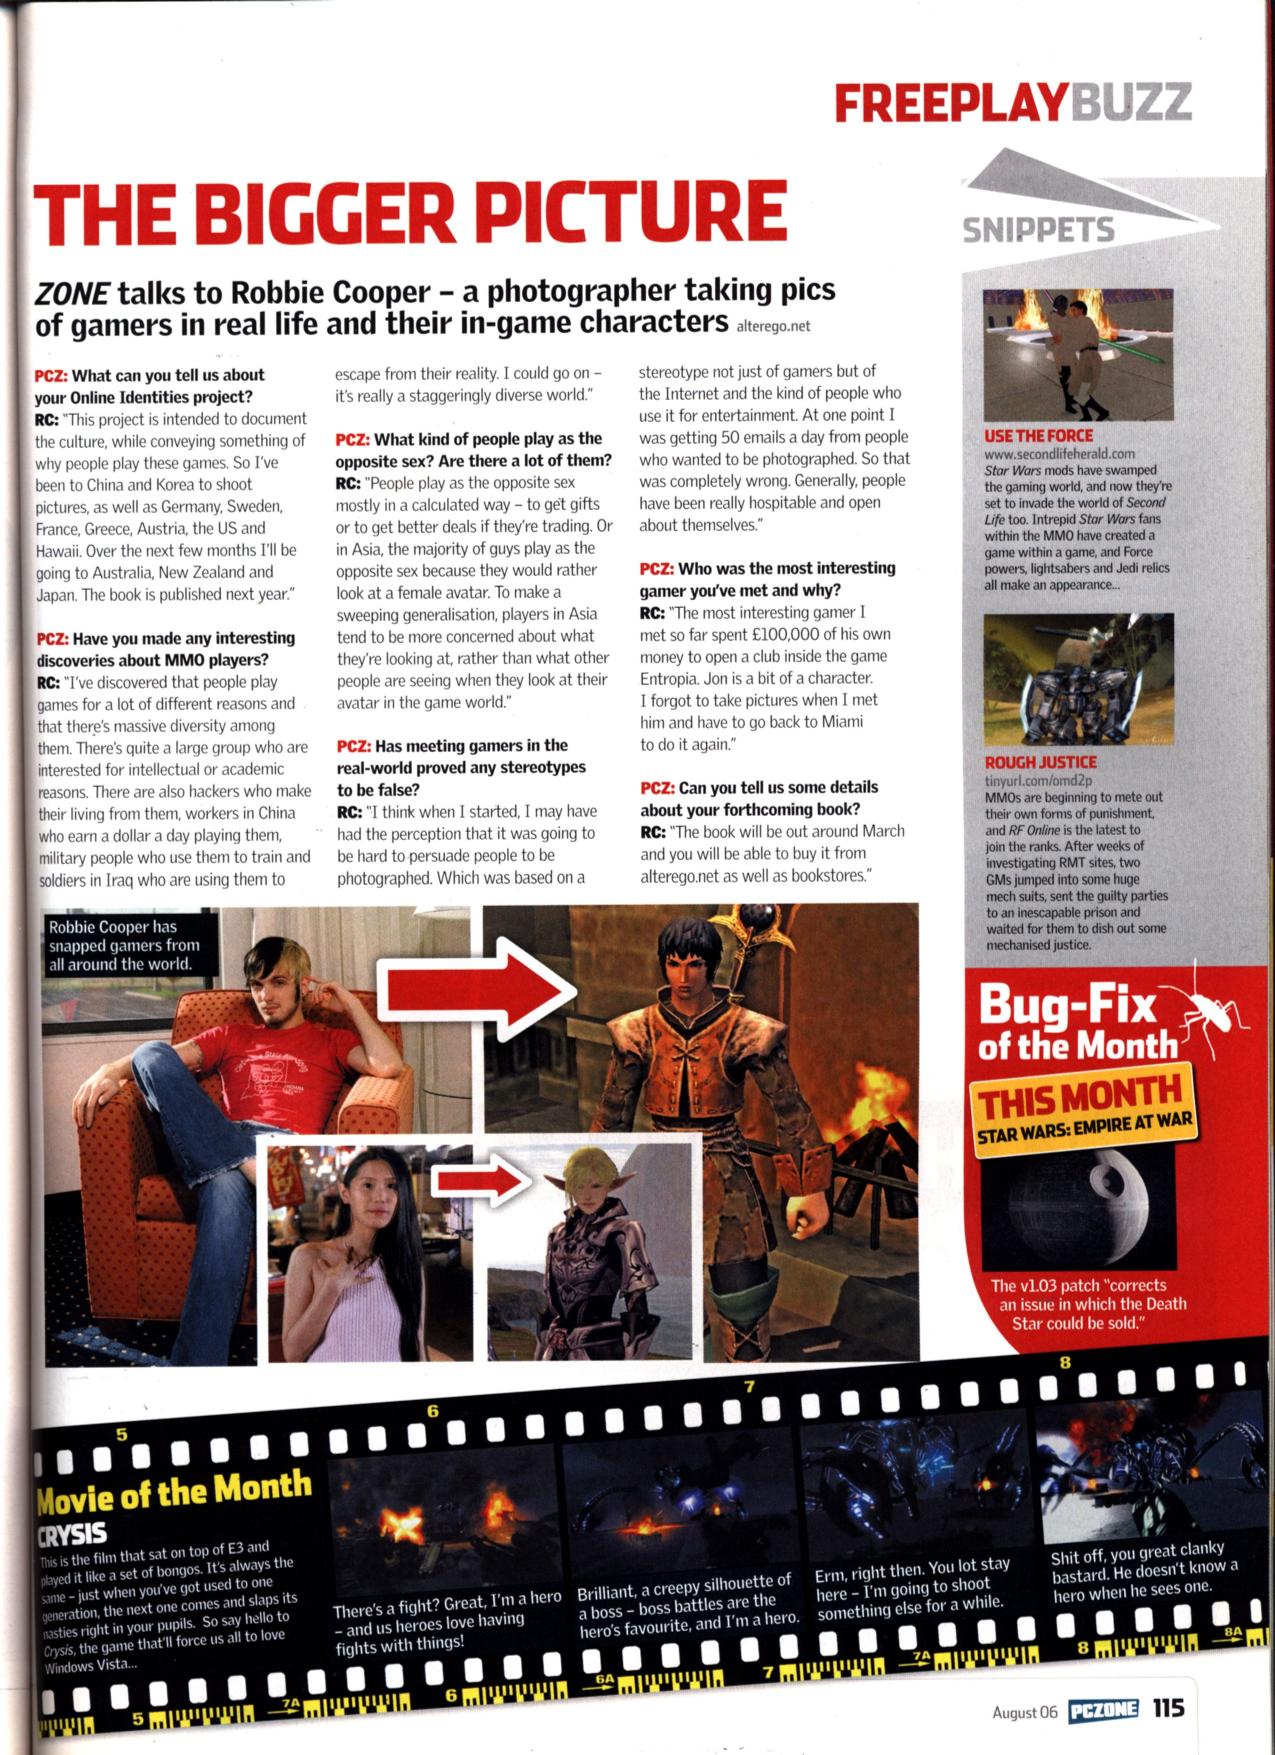 FREEPLAYBUZZ
THE BIGGER PICTURE
ZONE talks to Robbie Cooper – a photographer taking pics
of gamers in real life and their in-game characters alterego.net
PCZ: What can you tell us about
your Online Identities project?
RC: "This project is intended to document
the culture, while conveying something of
why people play these games. So I've
been to China and Korea to shoot
pictures, as well as Germany, Sweden,
France, Greece, Austria, the US and
Hawaii. Over the next few months I'll be
going to Australia, New Zealand and
Japan. The book is published next year."
PCZ: Have you made any interesting
discoveries about MMO players?
RC: "I've discovered that people play
games for a lot of different reasons and
that there's massive diversity among
them. There's quite a large group who are
interested for intellectual or academic
reasons. There are also hackers who make
their living from them, workers in China
who earn a dollar a day playing them,
military people who use them to train and
soldiers in Iraq who are using them to
escape from their reality. I could go on –
it's really a staggeringly diverse world."
PCZ: What kind of people play as the
opposite sex? Are there a lot of them?
RC: "People play as the opposite sex
mostly in a calculated way – to get gifts
or to get better deals if they're trading. Or
in Asia, the majority of guys play as the
opposite sex because they would rather
look at a female avatar. To make a
sweeping generalisation, players in Asia
tend to be more concerned about what
they're looking at, rather than what other
people are seeing when they look at their
avatar in the game world."
PCZ: Has meeting gamers in the
real-world proved any stereotypes
to be false?
RC: "I think when I started, I may have
had the perception that it was going to
be hard to persuade people to be
photographed. Which was based on a
stereotype not just of gamers but of
the Internet and the kind of people who
use it for entertainment. At one point I
was getting 50 emails a day from people
who wanted to be photographed. So that
was completely wrong. Generally, people
have been really hospitable and open
about themselves."
PCZ: Who was the most interesting
gamer you've met and why?
RC: "The most interesting gamer I
met so far spent £100,000 of his own
money to open a club inside the game
Entropia. Jon is a bit of a character.
I forgot to take pictures when I met
him and have to go back to Miami
to do it again."
PCZ: Can you tell us some details
about your forthcoming book?
RC: "The book will be out around March
and you will be able to buy it from
alterego.net as well as bookstores."
Robbie Cooper has
snapped gamers from
all around the world.
SNIPPETS
USE THE FORCE
www.secondlifeherald.com
Star Wars mods have swamped
the gaming world, and now they're
set to invade the world of Second
Life too. Intrepid Star Wars fans
within the MMO have created a
game within a game, and Force
powers, lightsabers and Jedi relics
all make an appearance...
ROUGH JUSTICE
tinyurl.com/omd2p
MMOs are beginning to mete out
their own forms of punishment,
and RF Online is the latest to
join the ranks. After weeks of
investigating RMT sites, two
GMs jumped into some huge
mech suits, sent the guilty parties
to an inescapable prison and
waited for them to dish out some
mechanised justice.
Bug-Fix
of the Month
THIS MONTH
STAR WARS: EMPIRE AT WAR
The v1.03 patch "corrects
an issue in which the Death
Star could be sold."
5 6 7 8
Movie of the Month
CRYSIS
This is the film that sat on top of E3 and
played it like a set of bongos. It's always the
same – just when you've got used to one
generation, the next one comes and slaps its
nasties right in your pupils. So say hello to
Crysis, the game that'll force us all to love
Windows Vista...
There's a fight? Great, I'm a hero
– and us heroes love having
fights with things!
Brilliant, a creepy silhouette of
a boss – boss battles are the
hero's favourite, and I'm a hero.
Erm, right then. You lot stay
here – I'm going to shoot
something else for a while.
Shit off, you great clanky
bastard. He doesn't know a
hero when he sees one.
5 7A 6 6A 7 7A 8 8A
August 06 PCZONE 115